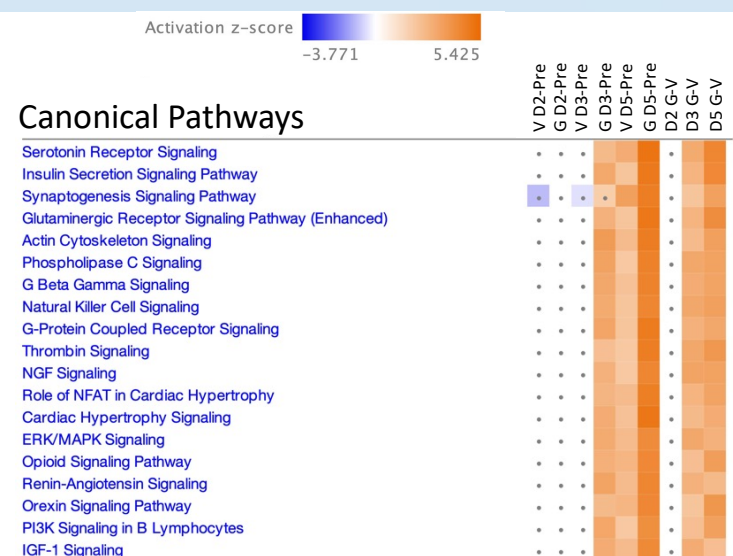 Activation z-score
-3.771 5.425
V D2-Pre
G D2-Pre
V D3-Pre
G D3-Pre
V D5-Pre
G D5-Pre
D2 G-V
D3 G-V
D5 G-V
Canonical Pathways
Serotonin Receptor Signaling
Insulin Secretion Signaling Pathway
Synaptogenesis Signaling Pathway
Glutaminergic Receptor Signaling Pathway (Enhanced)
Actin Cytoskeleton Signaling
Phospholipase C Signaling
G Beta Gamma Signaling
Natural Killer Cell Signaling
G-Protein Coupled Receptor Signaling
Thrombin Signaling
NGF Signaling
Role of NFAT in Cardiac Hypertrophy
Cardiac Hypertrophy Signaling
ERK/MAPK Signaling
Opioid Signaling Pathway
Renin-Angiotensin Signaling
Orexin Signaling Pathway
PI3K Signaling in B Lymphocytes
IGF-1 Signaling